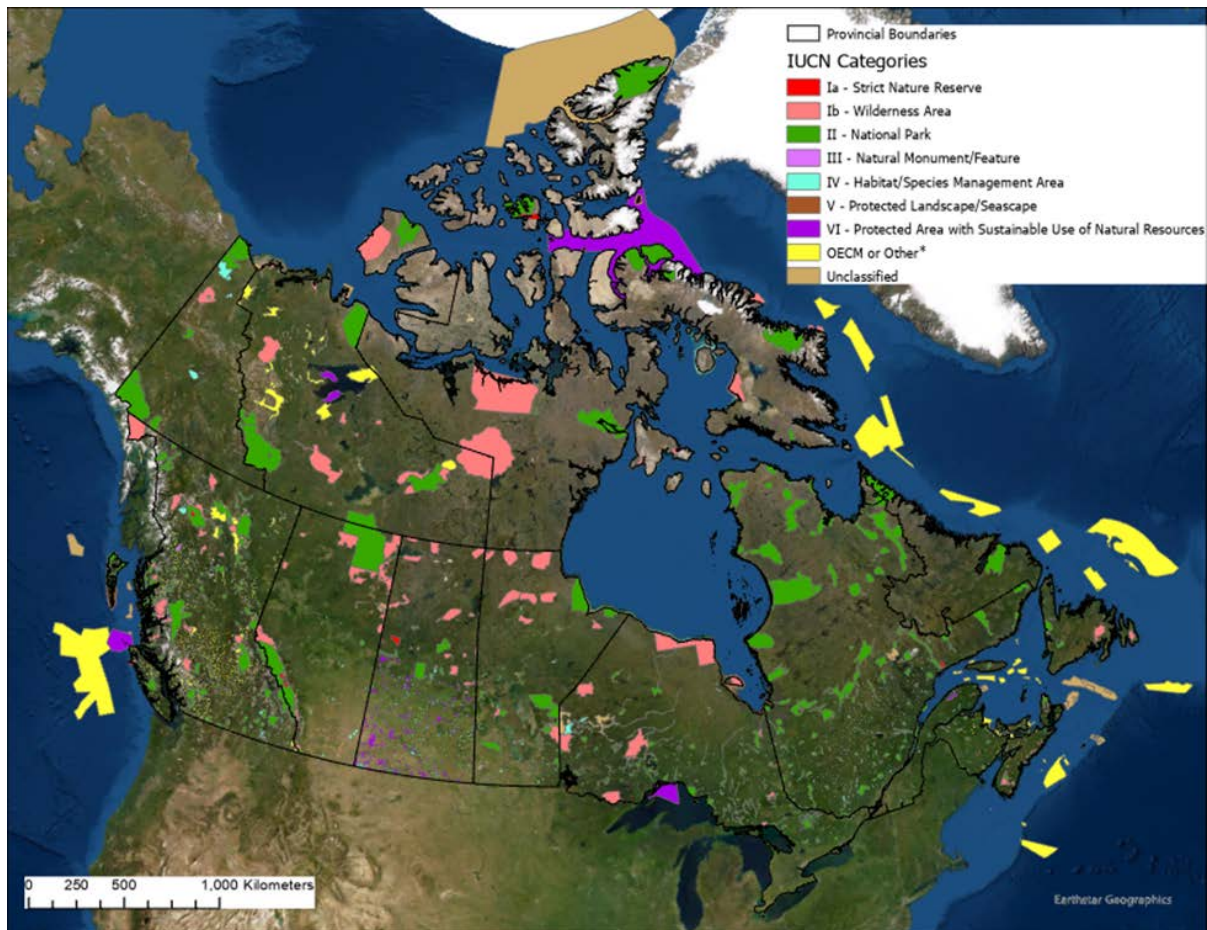 Provincial Boundaries
IUCN Categories
Ia - Strict Nature Reserve
Ib - Wilderness Area
II - National Park
III - Natural Monument/Feature
IV - Habitat/Species Management Area
V - Protected Landscape/Seascape
VI - Protected Area with Sustainable Use of Natural Resources
OECM or Other*
Unclassified
0 250 500 1,000 Kilometers
Earthstar Geographics